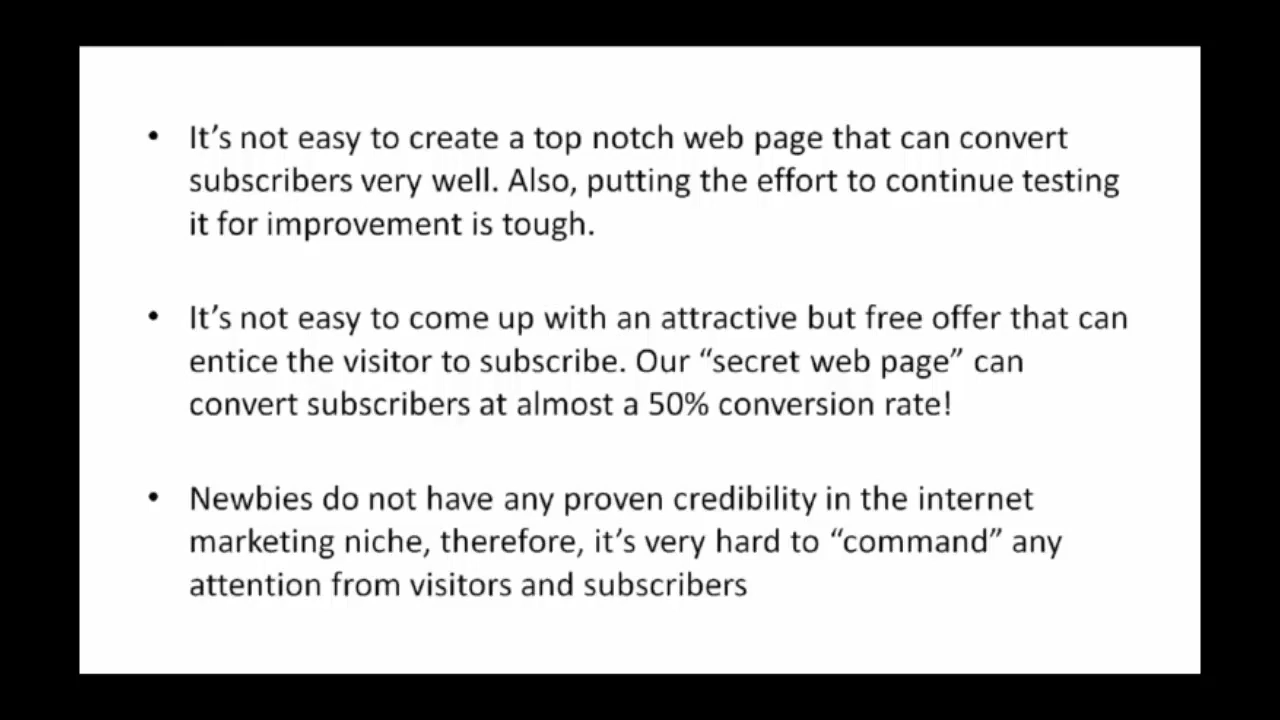 • It’s not easy to create a top notch web page that can convert
subscribers very well. Also, putting the effort to continue testing
it for improvement is tough.
• It’s not easy to come up with an attractive but free offer that can
entice the visitor to subscribe. Our “secret web page” can
convert subscribers at almost a 50% conversion rate!
• Newbies do not have any proven credibility in the internet
marketing niche, therefore, it’s very hard to “command” any
attention from visitors and subscribers